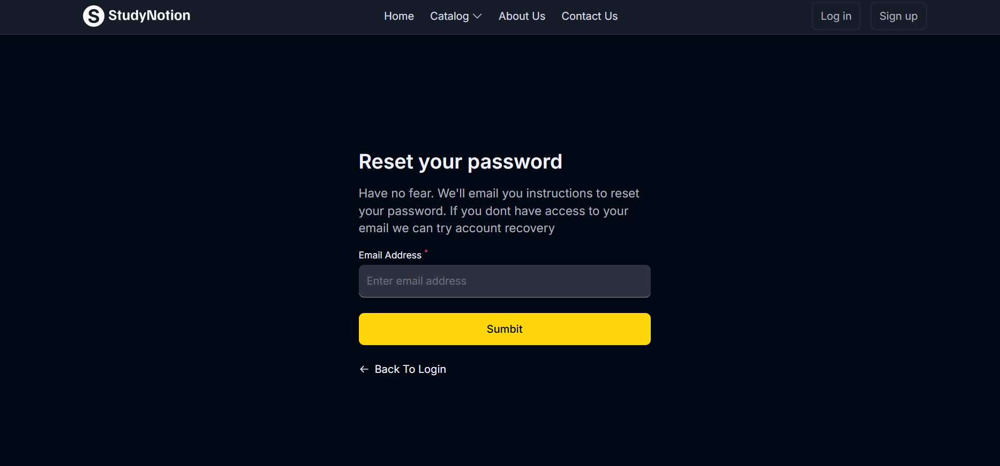 S StudyNotion
Home Catalog About Us Contact Us
Log in Sign up
Reset your password
Have no fear. We'll email you instructions to reset
your password. If you dont have access to your
email we can try account recovery
Email Address *
Enter email address
Sumbit
Back To Login